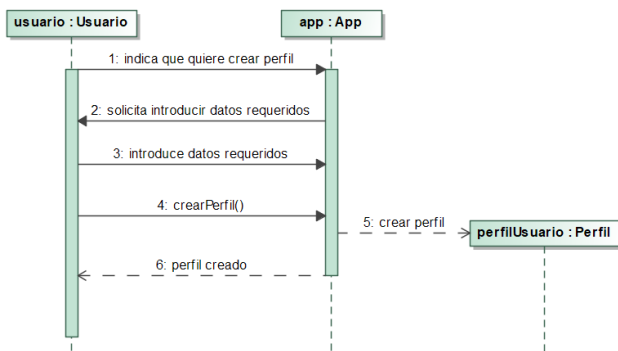 usuario : Usuario
app : App
1: indica que quiere crear perfil
2: solicita introducir datos requeridos
3: introduce datos requeridos
4: crearPerfil()
5: crear perfil
perfilUsuario : Perfil
6: perfil creado